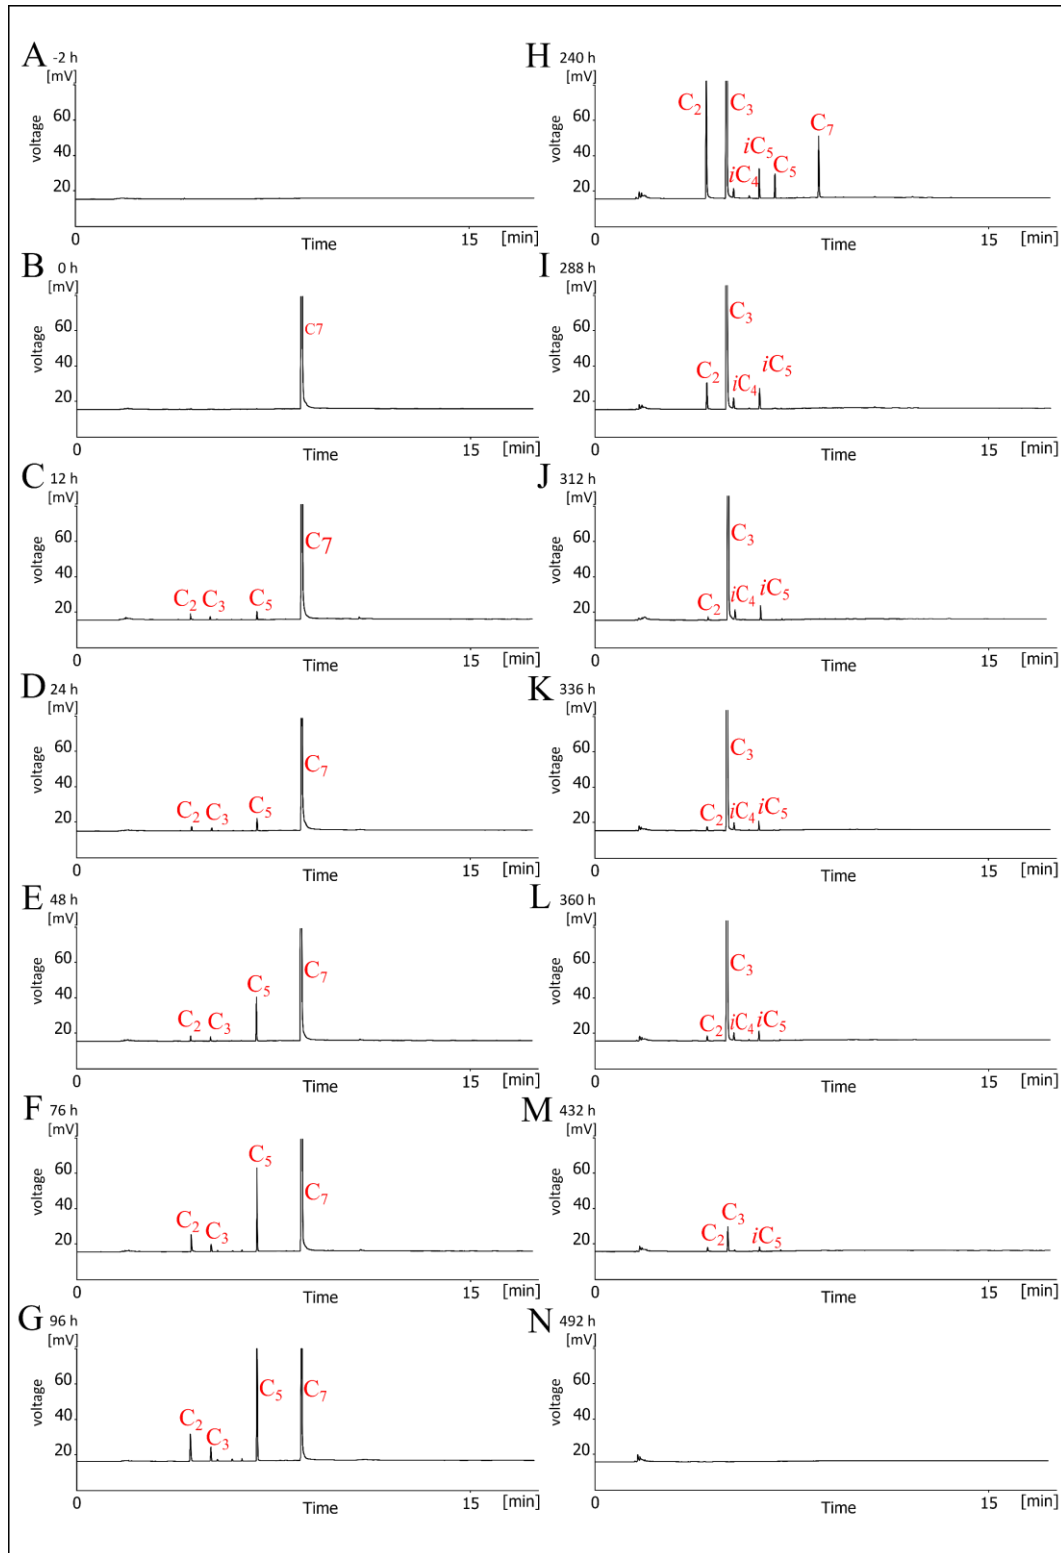 A -2 h
[mV]
voltage
60
40
20
0
Time
15
[min]
B 0 h
[mV]
voltage
60
40
20
C7
0
Time
15
[min]
C 12 h
[mV]
voltage
60
40
20
C₂ C₃ C₅ C7
0
Time
15
[min]
D 24 h
[mV]
voltage
60
40
20
C₂ C₃ C₅ C₇
0
Time
15
[min]
E 48 h
[mV]
voltage
60
40
20
C₂ C₃ C₅ C₇
0
Time
15
[min]
F 76 h
[mV]
voltage
60
40
20
C₂ C₃ C₅ C₇
0
Time
15
[min]
G 96 h
[mV]
voltage
60
40
20
C₂ C₃ C₅ C₇
0
Time
15
[min]
H 240 h
[mV]
voltage
60
40
20
C₂ C₃ iC₄ iC₅ C₅ C₇
0
Time
15
[min]
I 288 h
[mV]
voltage
60
40
20
C₂ C₃ iC₄ iC₅
0
Time
15
[min]
J 312 h
[mV]
voltage
60
40
20
C₂ C₃ iC₄ iC₅
0
Time
15
[min]
K 336 h
[mV]
voltage
60
40
20
C₂ C₃ iC₄ iC₅
0
Time
15
[min]
L 360 h
[mV]
voltage
60
40
20
C₂ C₃ iC₄ iC₅
0
Time
15
[min]
M 432 h
[mV]
voltage
60
40
20
C₂ C₃ iC₅
0
Time
15
[min]
N 492 h
[mV]
voltage
60
40
20
0
Time
15
[min]